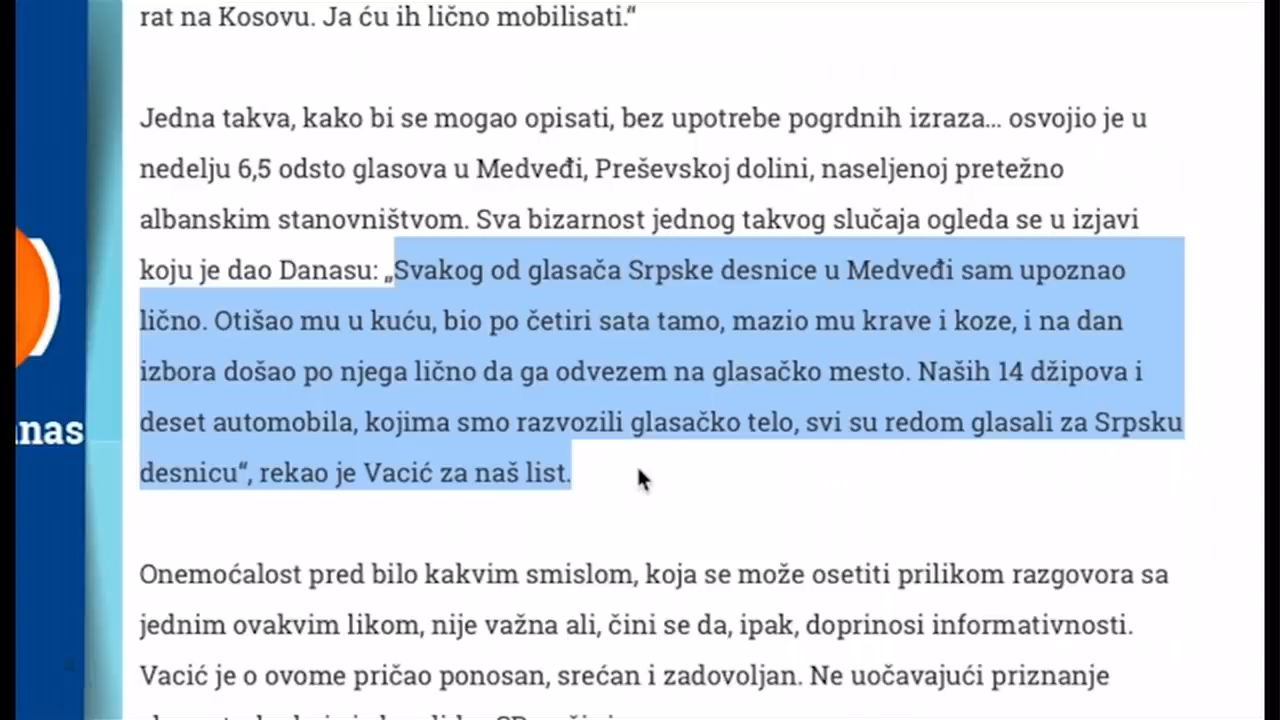 rat na Kosovu. Ja ću ih lično mobilisati.“
Jedna takva, kako bi se mogao opisati, bez upotrebe pogrdnih izraza... osvojio je u
nedelju 6,5 odsto glasova u Medveđi, Preševskoj dolini, naseljenoj pretežno
albanskim stanovništvom. Sva bizarnost jednog takvog slučaja ogleda se u izjavi
koju je dao Danasu: „Svakog od glasača Srpske desnice u Medveđi sam upoznao
lično. Otišao mu u kuću, bio po četiri sata tamo, mazio mu krave i koze, i na dan
izbora došao po njega lično da ga odvezem na glasačko mesto. Naših 14 džipova i
deset automobila, kojima smo razvozili glasačko telo, svi su redom glasali za Srpsku
desnicu“, rekao je Vacić za naš list.
Onemoćalost pred bilo kakvim smislom, koja se može osetiti prilikom razgovora sa
jednim ovakvim likom, nije važna ali, čini se da, ipak, doprinosi informativnosti.
Vacić je o ovome pričao ponosan, srećan i zadovoljan. Ne uočavajući priznanje